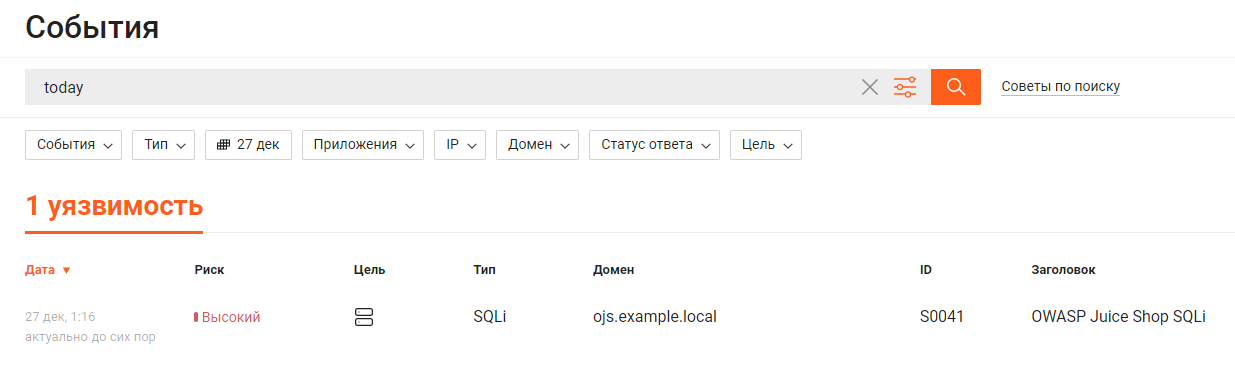 События
today
Советы по поиску
События Тип 27 дек Приложения IP Домен Статус ответа Цель
1 уязвимость
Дата Риск Цель Тип Домен ID Заголовок
27 дек, 1:16 Высокий SQLi ojs.example.local S0041 OWASP Juice Shop SQLi
актуально до сих пор